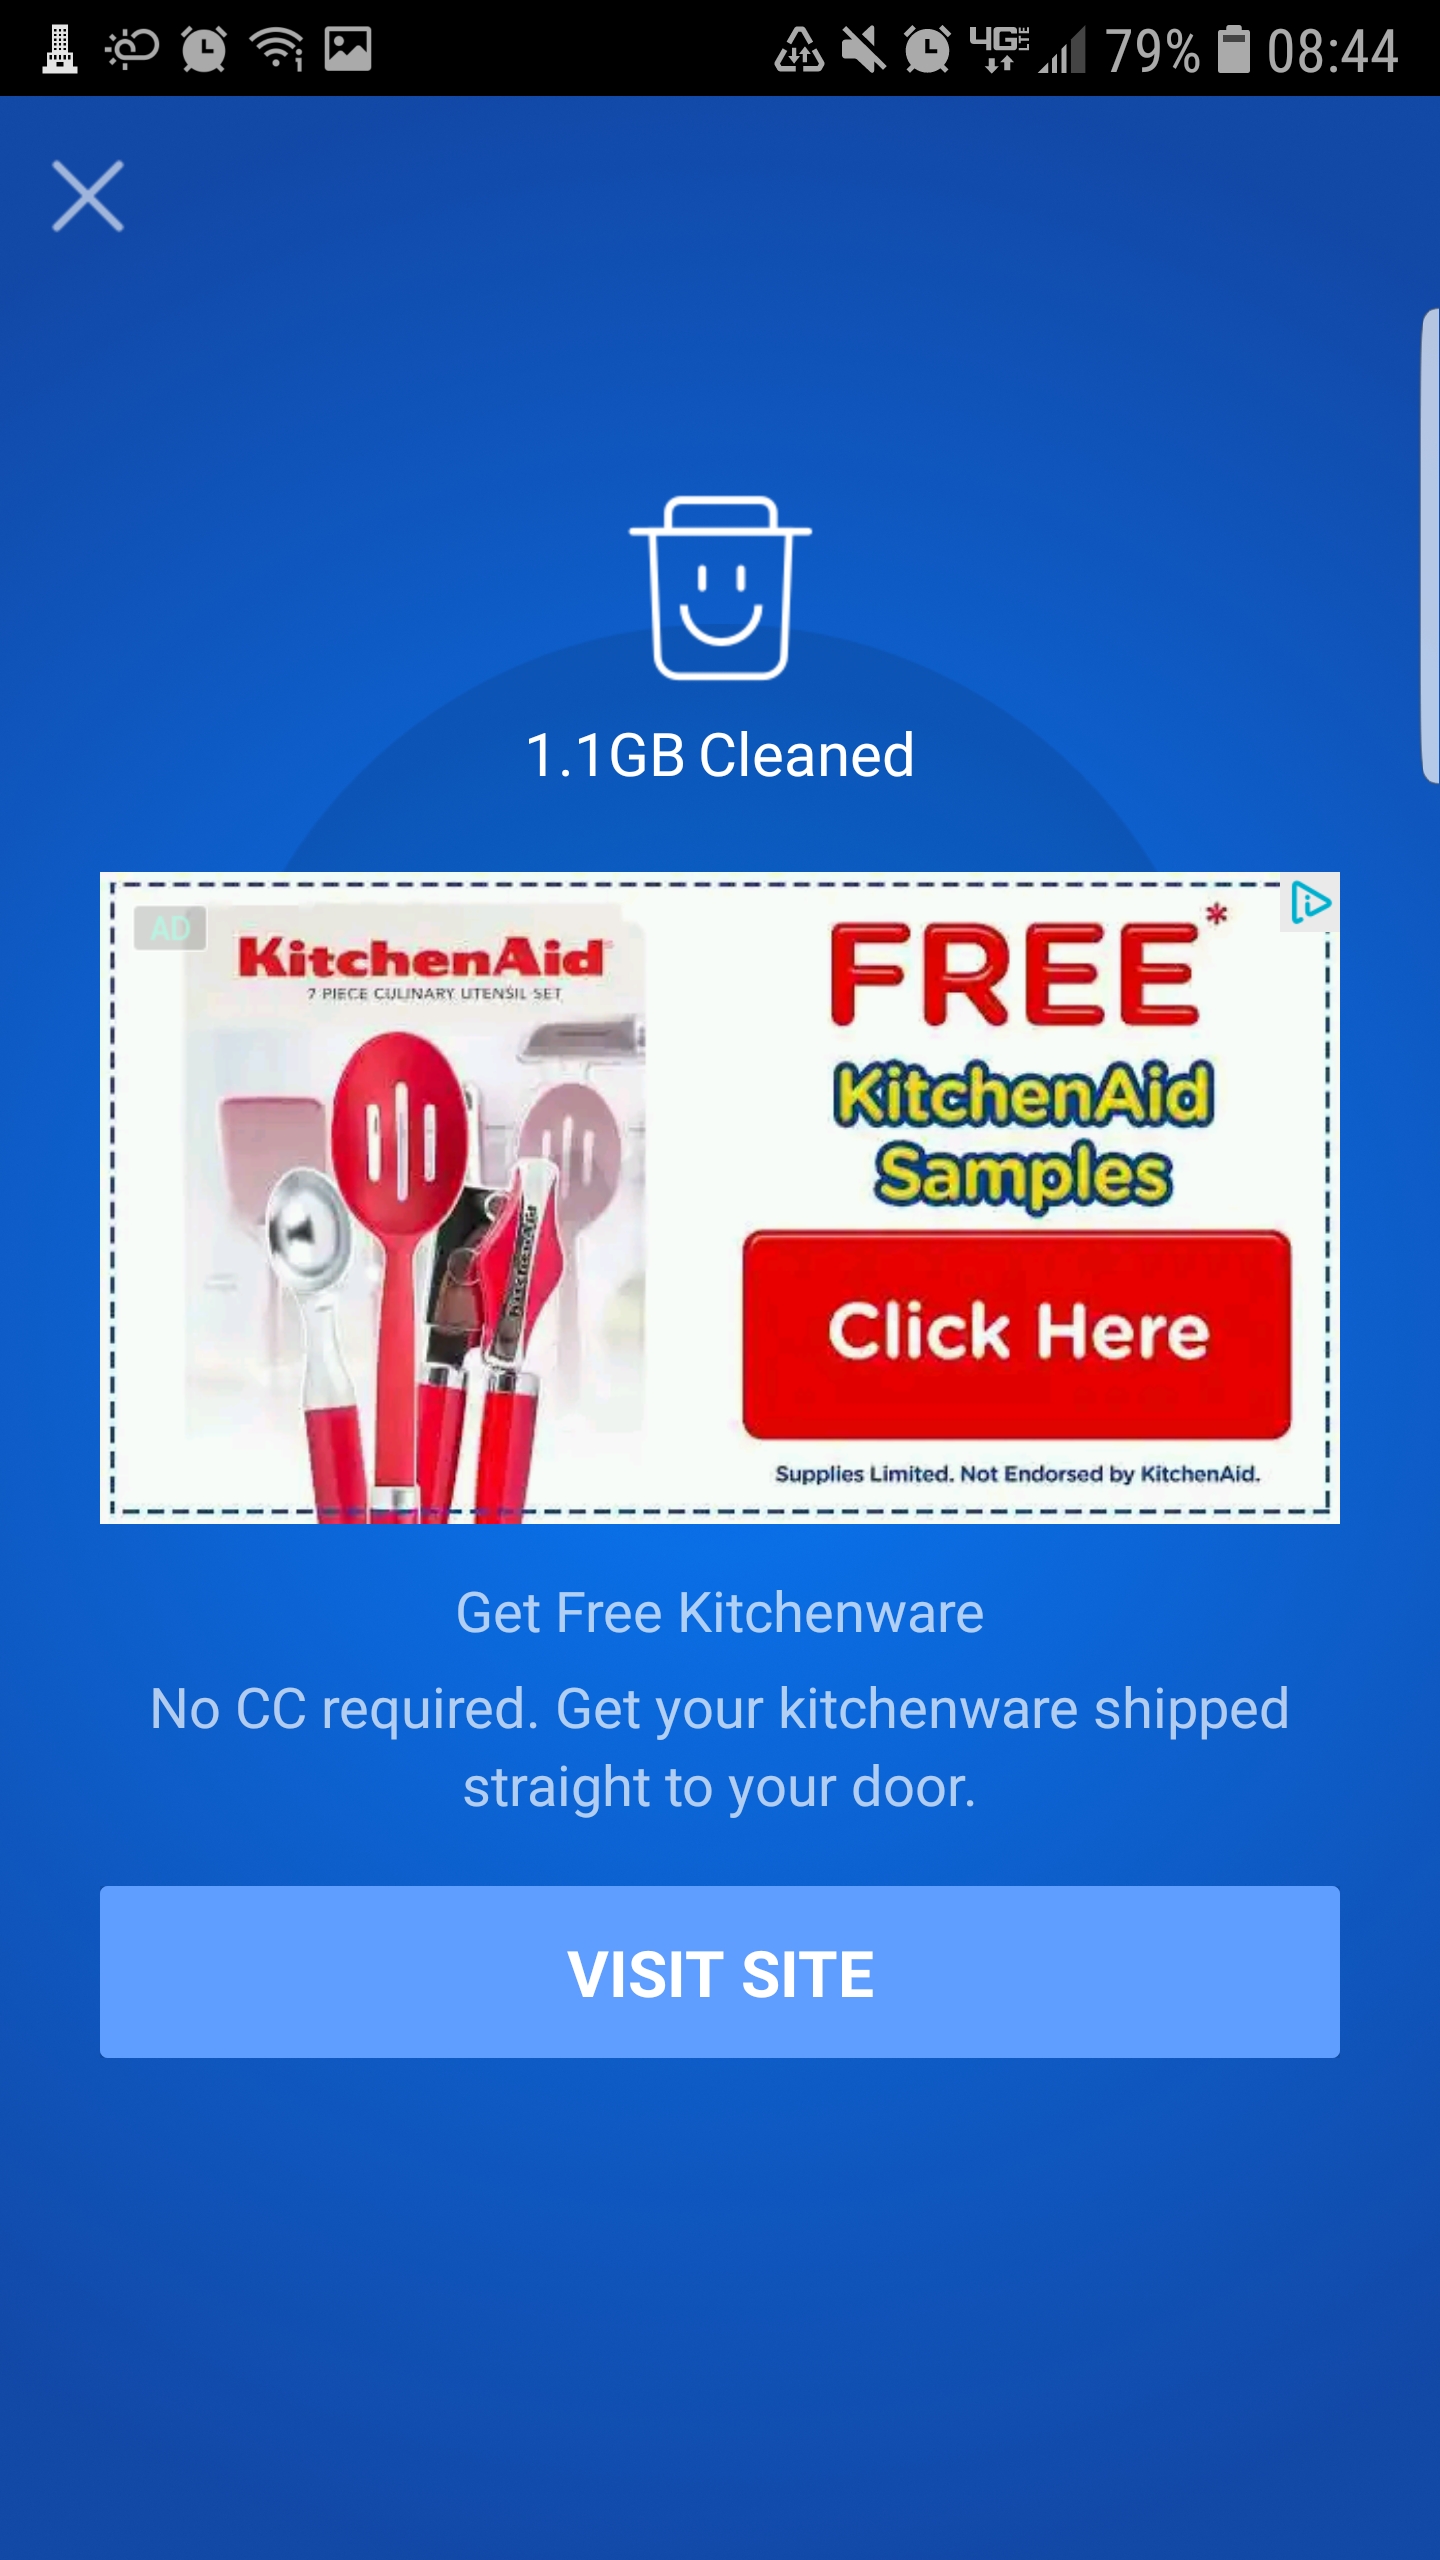 4G LTE 79% 08:44
1.1GB Cleaned
AD
KitchenAid
7 PIECE CULINARY UTENSIL SET
KitchenAid
FREE*
KitchenAid
Samples
Click Here
Supplies Limited. Not Endorsed by KitchenAid.
Get Free Kitchenware
No CC required. Get your kitchenware shipped
straight to your door.
VISIT SITE